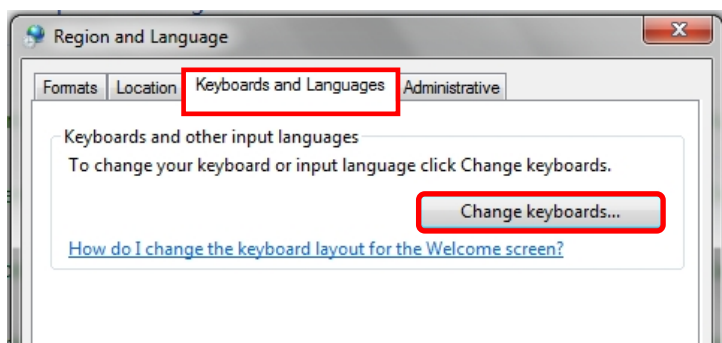 Region and Language
Formats Location Keyboards and Languages Administrative
Keyboards and other input languages
To change your keyboard or input language click Change keyboards.
Change keyboards...
How do I change the keyboard layout for the Welcome screen?